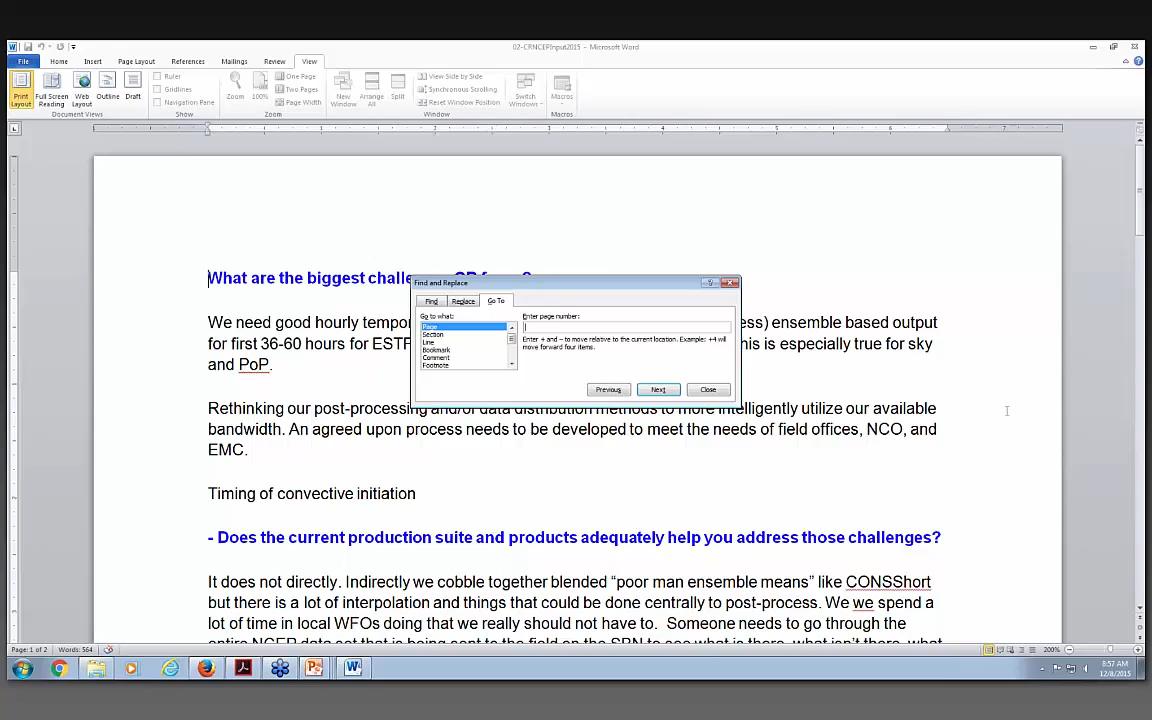 02-CRNCEPInput2015 - Microsoft Word
File Home Insert Page Layout References Mailings Review View
Print Layout Full Screen Reading Web Layout Outline Draft
Document Views
Ruler
Gridlines
Navigation Pane
Show
Zoom 100%
One Page
Two Pages
Page Width
Zoom
New Window Arrange All Split
View Side by Side
Synchronous Scrolling
Reset Window Position
Switch Windows
Window
Macros
Macros
1 2 3 4 5 6 7
What are the biggest challe
We need good hourly tempor ess) ensemble based output
for first 36-60 hours for ESTF his is especially true for sky
and PoP.
Find and Replace
Find Replace Go To
Go to what:
Page
Section
Line
Bookmark
Comment
Footnote
Enter page number:
Enter + and – to move relative to the current location. Example: +4 will
move forward four items.
Previous Next Close
Rethinking our post-processing and/or data distribution methods to more intelligently utilize our available
bandwidth. An agreed upon process needs to be developed to meet the needs of field offices, NCO, and
EMC.
Timing of convective initiation
- Does the current production suite and products adequately help you address those challenges?
It does not directly. Indirectly we cobble together blended “poor man ensemble means” like CONSShort
but there is a lot of interpolation and things that could be done centrally to post-process. We we spend a
lot of time in local WFOs doing that we really should not have to. Someone needs to go through the
entire NCEP data set that is being sent to the field on the SBN to see what is there, what isn't there, what
Page: 1 of 2 Words: 564
200%
8:57 AM
12/8/2015